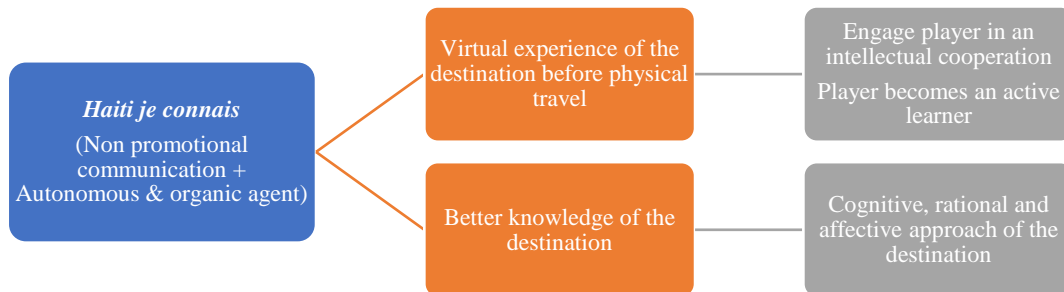 Haiti je connais
(Non promotional
communication +
Autonomous & organic agent)
Virtual experience of the
destination before physical
travel
Engage player in an
intellectual cooperation
Player becomes an active
learner
Better knowledge of the
destination
Cognitive, rational and
affective approach of the
destination